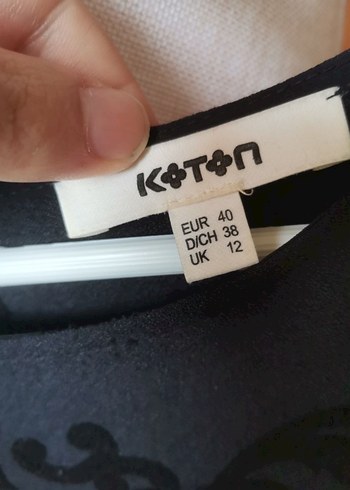 KOTON
EUR 40
D/CH 38
UK 12